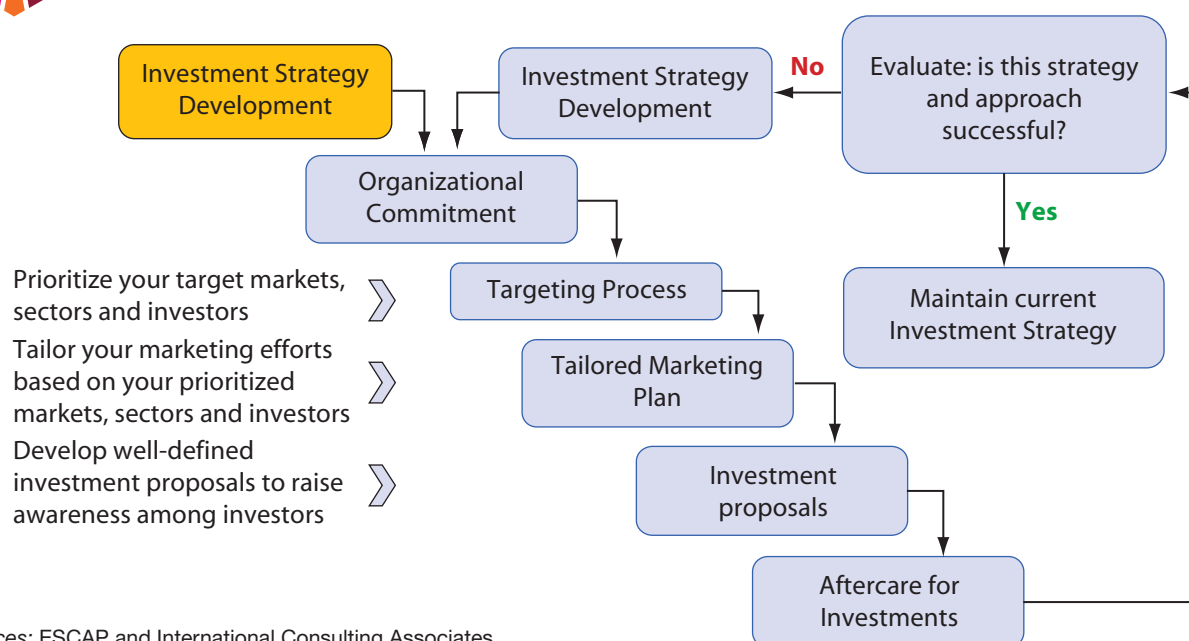 Investment Strategy
Development
Investment Strategy
Development
No
Evaluate: is this strategy
and approach
successful?
Yes
Organizational
Commitment
Prioritize your target markets,
sectors and investors
Targeting Process
Maintain current
Investment Strategy
Tailor your marketing efforts
based on your prioritized
markets, sectors and investors
Tailored Marketing
Plan
Develop well-defined
investment proposals to raise
awareness among investors
Investment
proposals
Aftercare for
Investments
ESCAP and International Consulting Associates